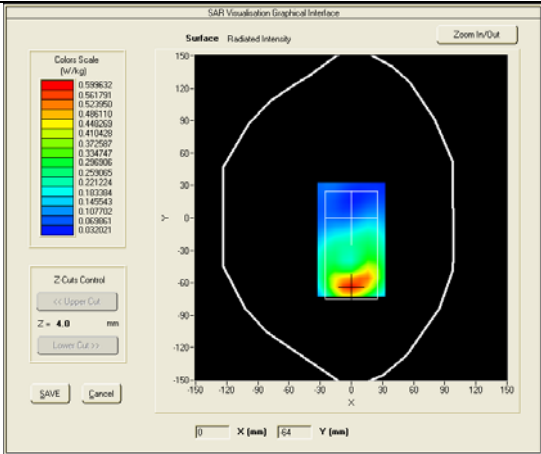 SAR Visualisation Graphical Interface
Surface Radiated Intensity
Zoom In/Out
Colors Scale
(W/kg)
0.599632
0.561791
0.523950
0.486110
0.448269
0.410428
0.372587
0.334747
0.296906
0.259065
0.221224
0.183384
0.145543
0.107702
0.069861
0.032021
Z-Cuts Control
<< Upper Cut
Z = 4.0 mm
Lower Cut >>
SAVE Cancel
150-
120-
90-
60-
30-
Y 0-
-30-
-60-
-90-
-120-
-150-
-150 -120 -90 -60 -30 0 30 60 90 120 150
X
0 X (mm) -64 Y (mm)